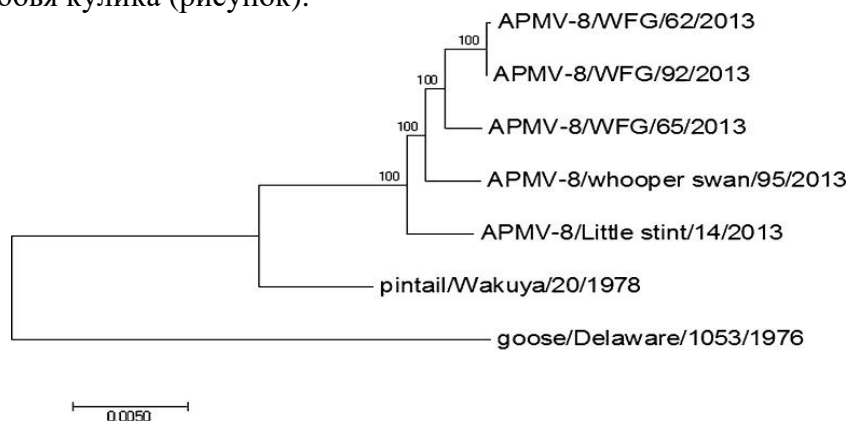 кулика (рисунок).
APMV-8/WFG/62/2013
100
APMV-8/WFG/92/2013
100
APMV-8/WFG/65/2013
100
APMV-8/whooper swan/95/2013
100
APMV-8/Little stint/14/2013
pintail/Wakuya/20/1978
goose/Delaware/1053/1976
0.0050